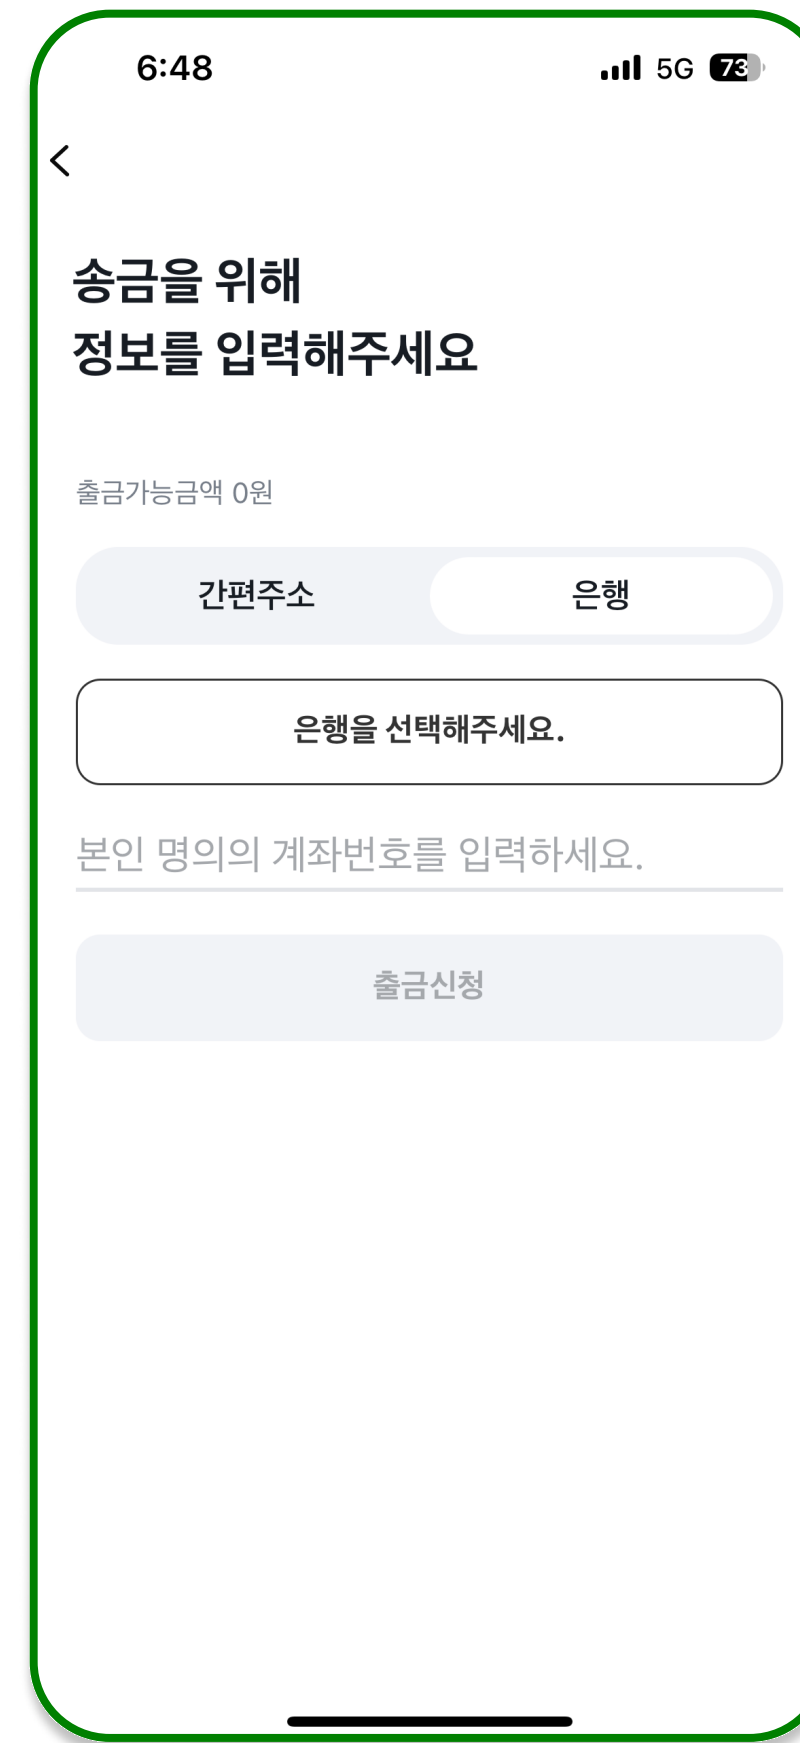 6:48 5G 73
송금을 위해
정보를 입력해주세요
출금가능금액 0원
간편주소 은행
은행을 선택해주세요.
본인 명의의 계좌번호를 입력하세요.
출금신청